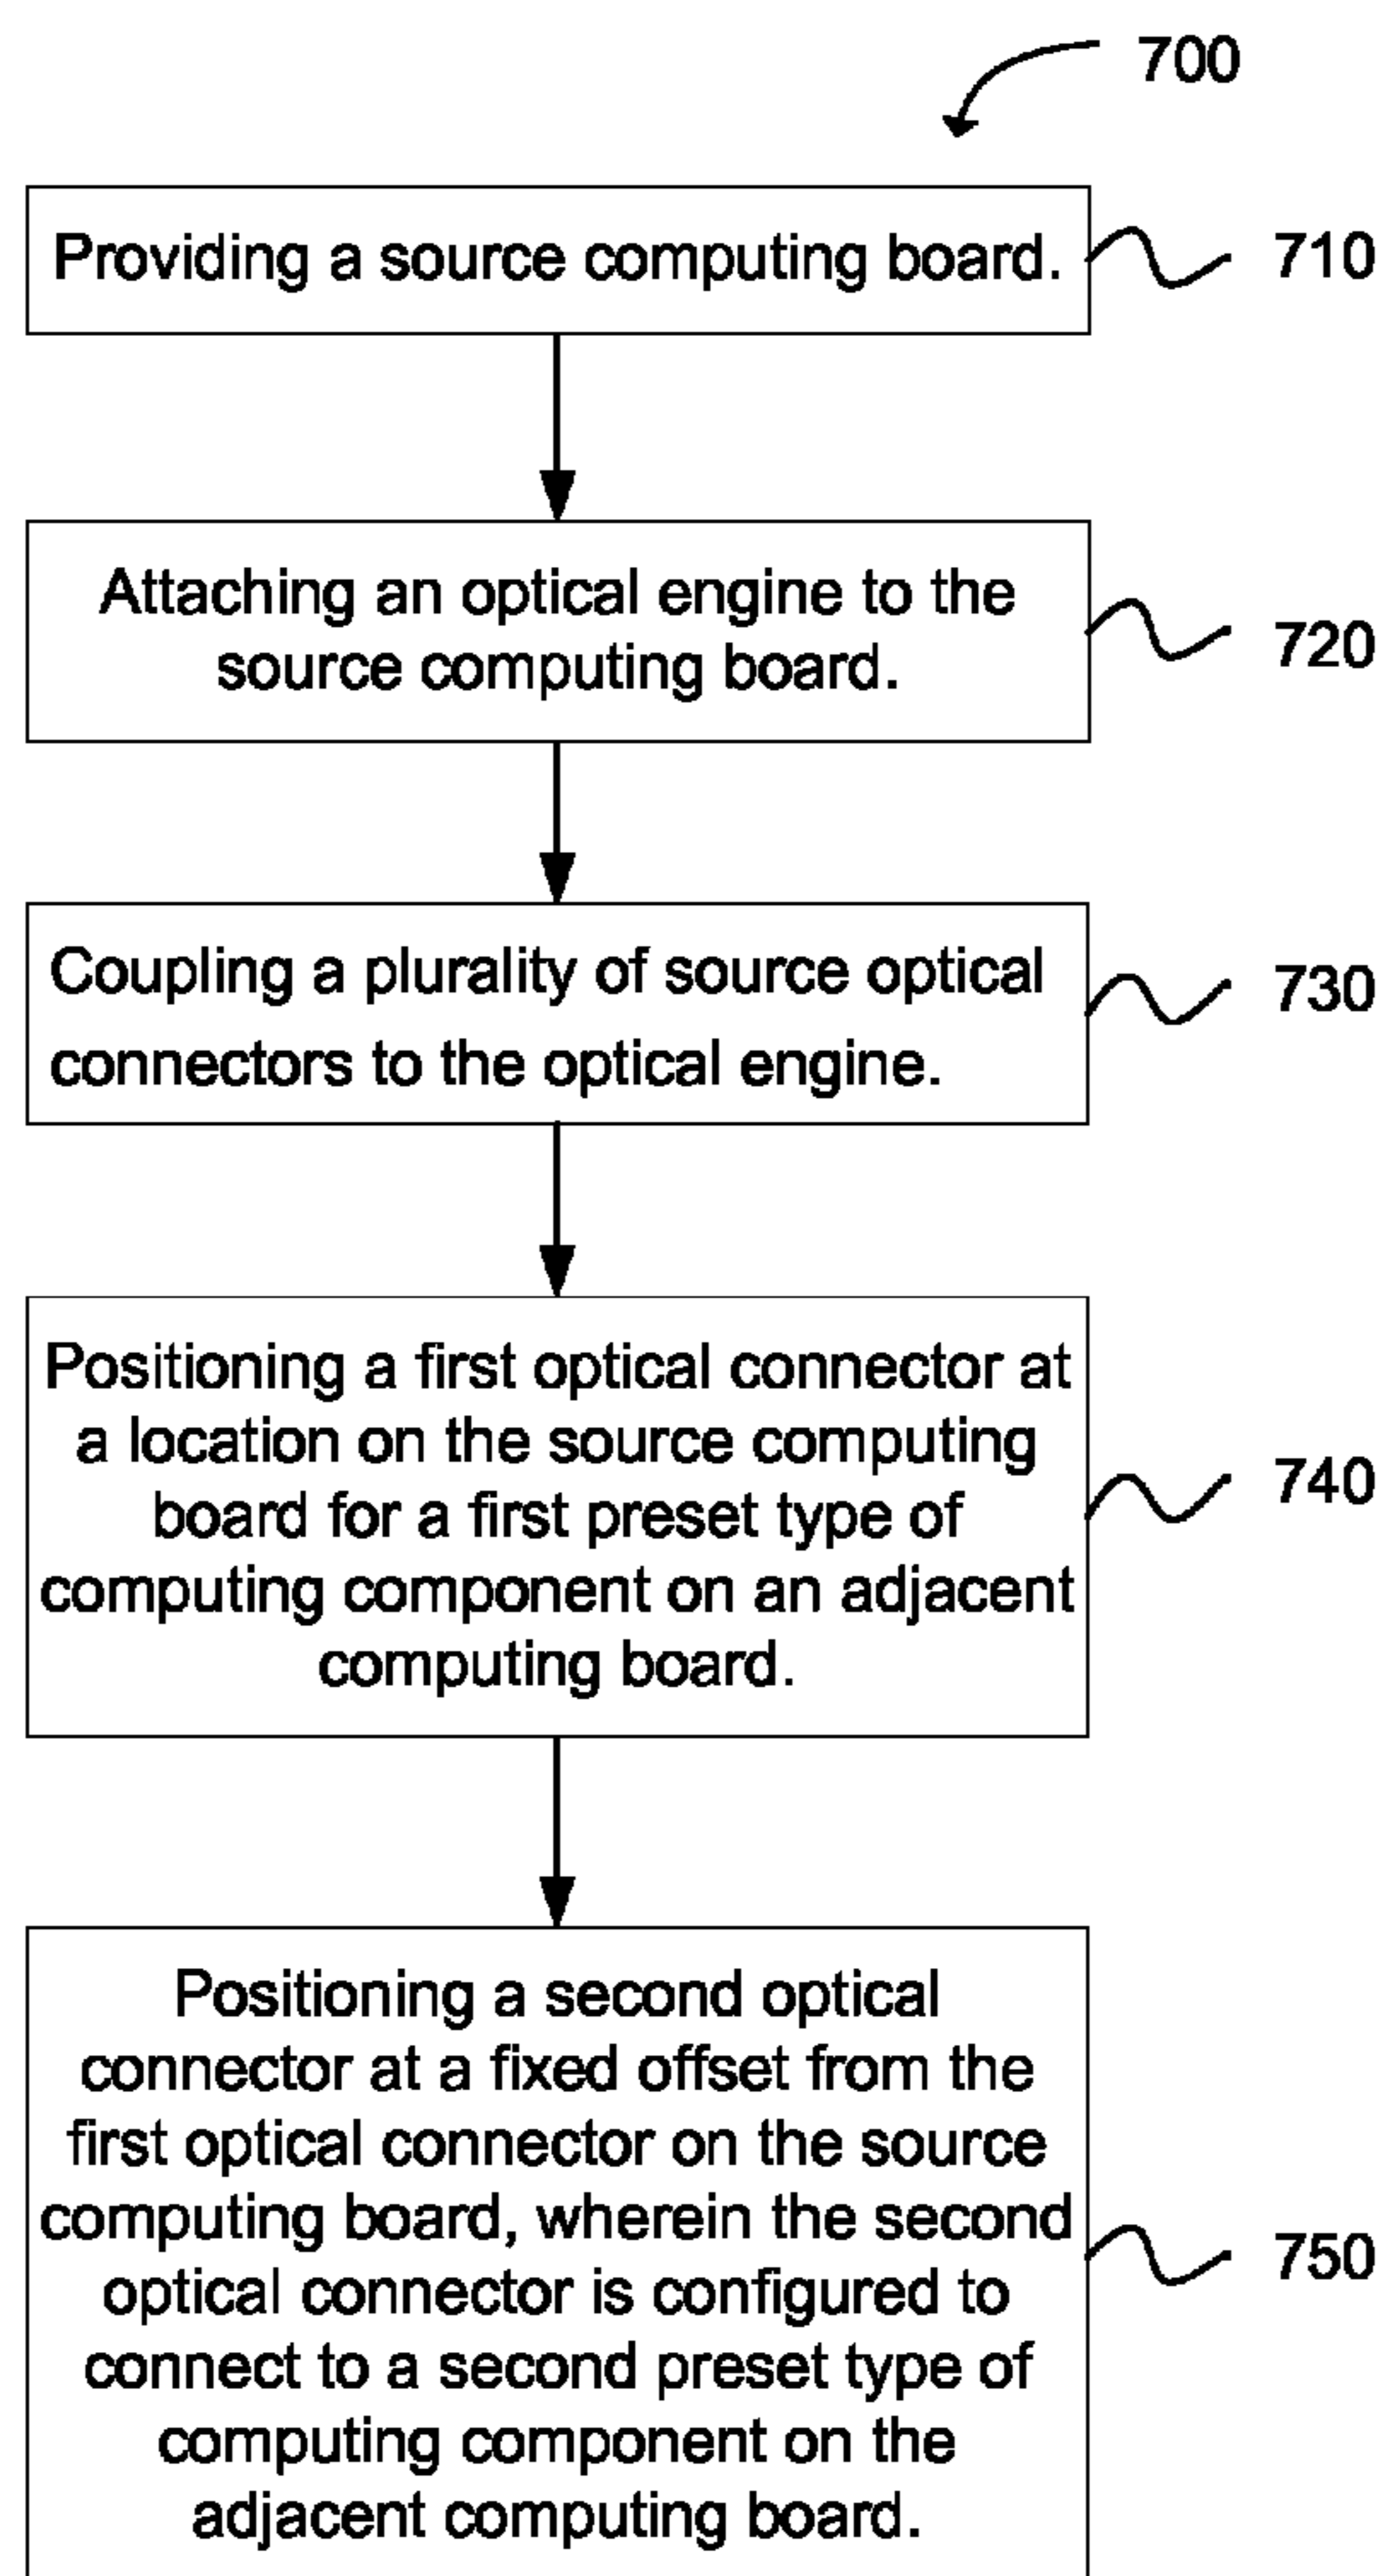 700
Providing a source computing board.
710
Attaching an optical engine to the
source computing board.
720
Coupling a plurality of source optical
connectors to the optical engine.
730
Positioning a first optical connector at
a location on the source computing
board for a first preset type of
computing component on an adjacent
computing board.
740
Positioning a second optical
connector at a fixed offset from the
first optical connector on the source
computing board, wherein the second
optical connector is configured to
connect to a second preset type of
computing component on the
adjacent computing board.
750